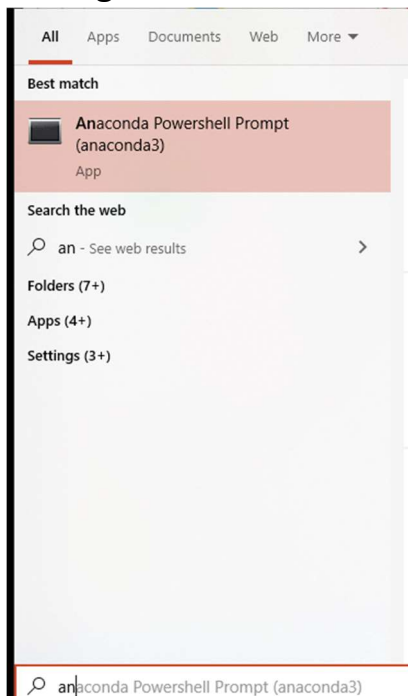 All Apps Documents Web More
Best match
Anaconda Powershell Prompt
(anaconda3)
App
Search the web
an - See web results
Folders (7+)
Apps (4+)
Settings (3+)
anaconda Powershell Prompt (anaconda3)